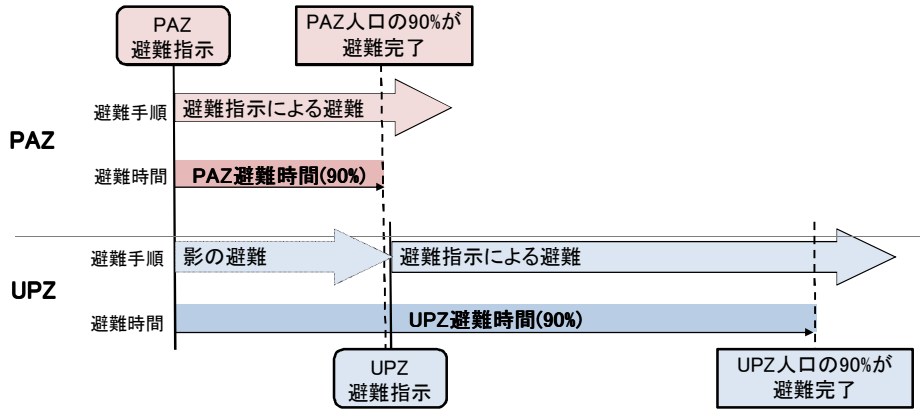 PAZ
避難指示
PAZ人口の90%が
避難完了
PAZ
避難手順
避難指示による避難
避難時間
PAZ避難時間(90%)
UPZ
避難手順
影の避難
避難指示による避難
避難時間
UPZ避難時間(90%)
UPZ
避難指示
UPZ人口の90%が
避難完了